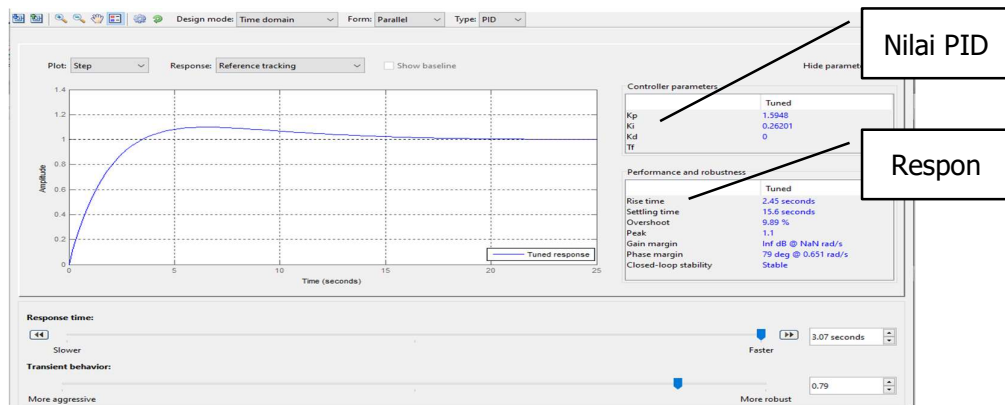 Design mode: Time domain Form: Parallel Type: PID
Nilai PID
Plot: Step Response: Reference tracking Show baseline
Hide parame
Controller parameters
Tuned
Kp 1.5948
Ki 0.26201
Kd 0
Tf
Respon
Performance and robustness
Tuned
Rise time 2.45 seconds
Settling time 15.6 seconds
Overshoot 9.89 %
Peak 1.1
Gain margin Inf dB @ NaN rad/s
Phase margin 79 deg @ 0.651 rad/s
Closed-loop stability Stable
1.4
1.2
1
0.8
0.6
0.4
0.2
0
Amplitude
Tuned response
0 5 10 15 20 25
Time (seconds)
Response time:
3.07 seconds
Slower Faster
Transient behavior:
0.79
More aggressive More robust